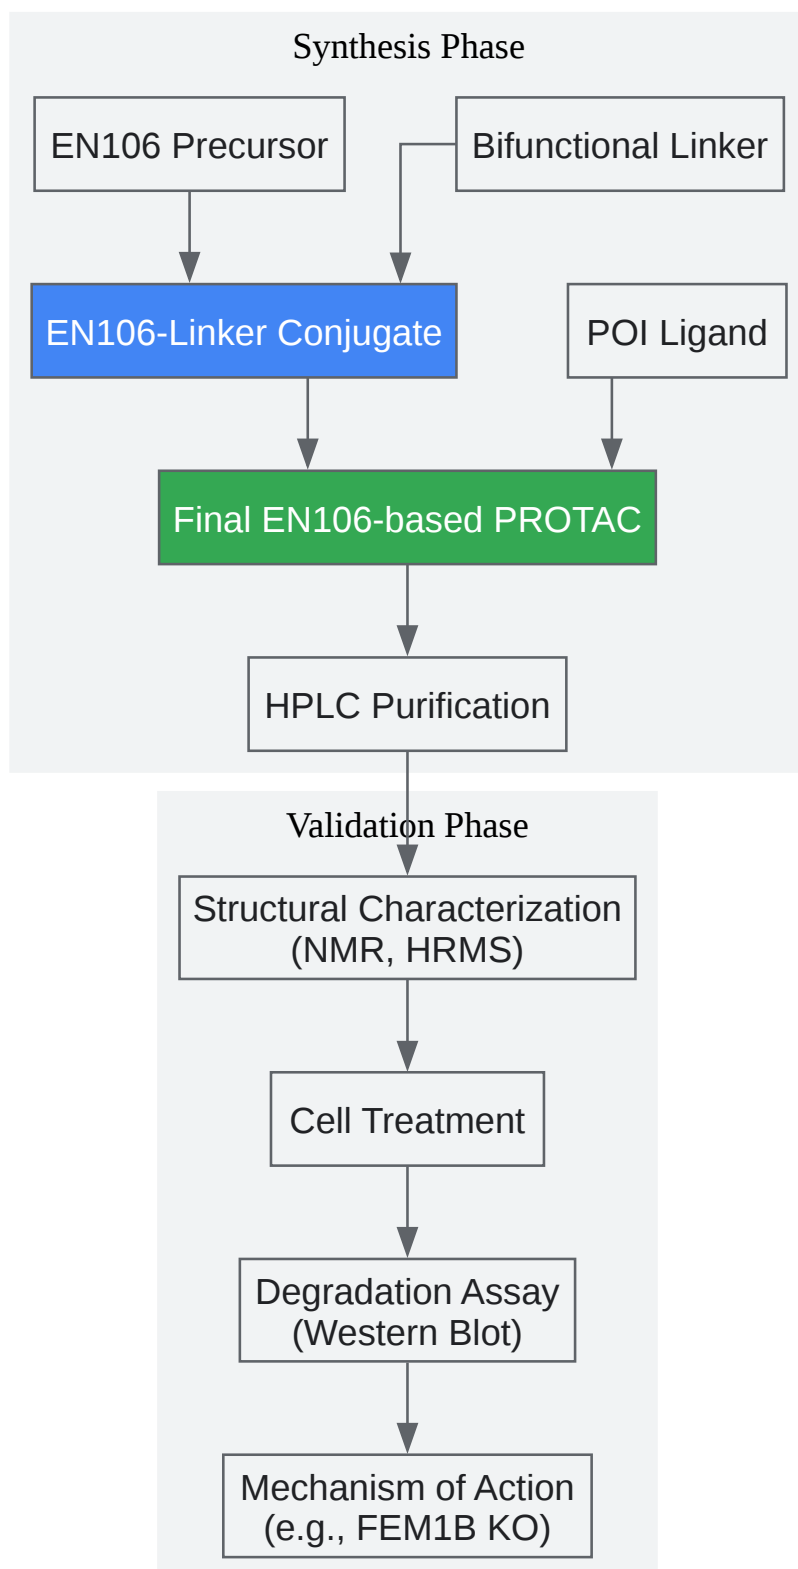 Synthesis Phase
EN106 Precursor
Bifunctional Linker
EN106-Linker Conjugate
POI Ligand
Final EN106-based PROTAC
HPLC Purification
Validation Phase
Structural Characterization
(NMR, HRMS)
Cell Treatment
Degradation Assay
(Western Blot)
Mechanism of Action
(e.g., FEM1B KO)